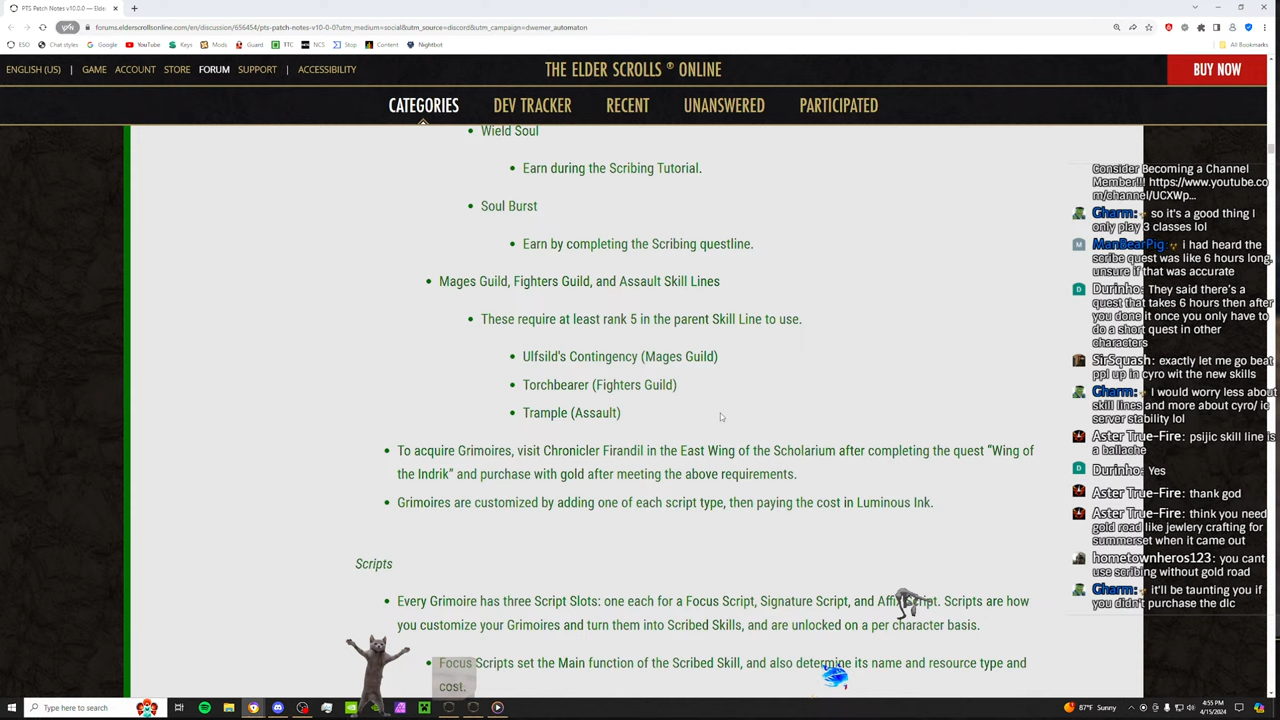 PTS Patch Notes v10.0.0 — Elde
forums.elderscrollsonline.com/en/discussion/656454/pts-patch-notes-v10-0-0?utm_medium=social&utm_source=discord&utm_campaign=dwemer_automaton
ESO Chat styles Google YouTube Keys Mods Guard TTC NCS Stop Content Nightbot All Bookmarks
ENGLISH (US) | GAME ACCOUNT STORE FORUM SUPPORT | ACCESSIBILITY
THE ELDER SCROLLS ® ONLINE
BUY NOW
CATEGORIES DEV TRACKER RECENT UNANSWERED PARTICIPATED
Wield Soul
Earn during the Scribing Tutorial.
Soul Burst
Earn by completing the Scribing questline.
Mages Guild, Fighters Guild, and Assault Skill Lines
These require at least rank 5 in the parent Skill Line to use.
Ulfsild's Contingency (Mages Guild)
Torchbearer (Fighters Guild)
Trample (Assault)
To acquire Grimoires, visit Chronicler Firandil in the East Wing of the Scholarium after completing the quest “Wing of
the Indrik” and purchase with gold after meeting the above requirements.
Grimoires are customized by adding one of each script type, then paying the cost in Luminous Ink.
Scripts
Every Grimoire has three Script Slots: one each for a Focus Script, Signature Script, and Affix Script. Scripts are how
you customize your Grimoires and turn them into Scribed Skills, and are unlocked on a per character basis.
Focus Scripts set the Main function of the Scribed Skill, and also determine its name and resource type and
cost.
Consider Becoming a Channel
Member!!! https://www.youtube.co
m/channel/UCXWp...
Gharm: so it's a good thing I
only play 3 classes lol
ManBearPig: i had heard the
scribe quest was like 6 hours long,
unsure if that was accurate
Durinho: They said there's a
quest that takes 6 hours then after
you done it once you only have to
do a short quest in other
characters
SirSquash: exactly let me go beat
ppl up in cyro wit the new skills
Gharm: I would worry less about
skill lines and more about cyro/ ic
server stability lol
Aster True-Fire: psijic skill line is
a ballache
Durinho: Yes
Aster True-Fire: thank god
Aster True-Fire: think you need
gold road like jewlery crafting for
summerset when it came out
hometownheros123: you cant
use scribing without gold road
Gharm: it'll be taunting you if
you didn't purchase the dlc
Type here to search
87°F Sunny
4:55 PM
4/15/2024